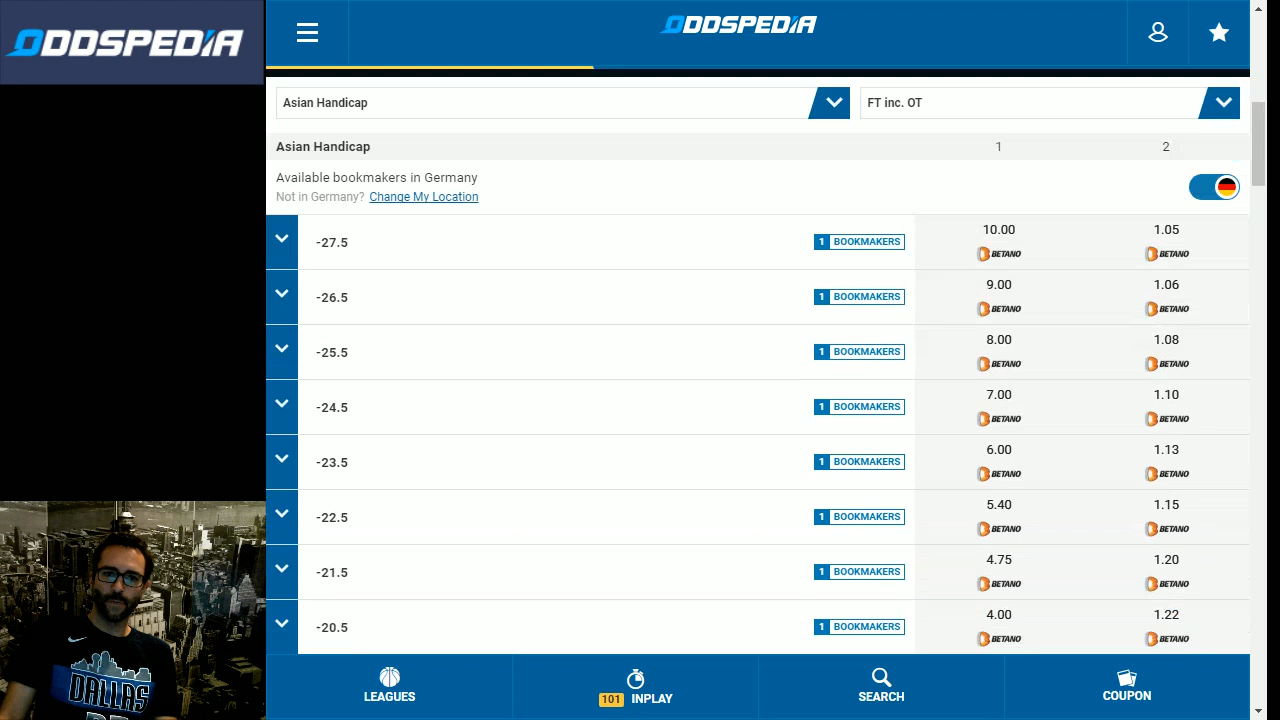 ODDSPEDIA
ODDSPEDIA
Asian Handicap
FT inc. OT
Asian Handicap 1 2
Available bookmakers in Germany
Not in Germany? Change My Location
-27.5 1 BOOKMAKERS 10.00 1.05
BETANO BETANO
-26.5 1 BOOKMAKERS 9.00 1.06
BETANO BETANO
-25.5 1 BOOKMAKERS 8.00 1.08
BETANO BETANO
-24.5 1 BOOKMAKERS 7.00 1.10
BETANO BETANO
-23.5 1 BOOKMAKERS 6.00 1.13
BETANO BETANO
-22.5 1 BOOKMAKERS 5.40 1.15
BETANO BETANO
-21.5 1 BOOKMAKERS 4.75 1.20
BETANO BETANO
-20.5 1 BOOKMAKERS 4.00 1.22
BETANO BETANO
DALLAS
LEAGUES
101 INPLAY
SEARCH
COUPON